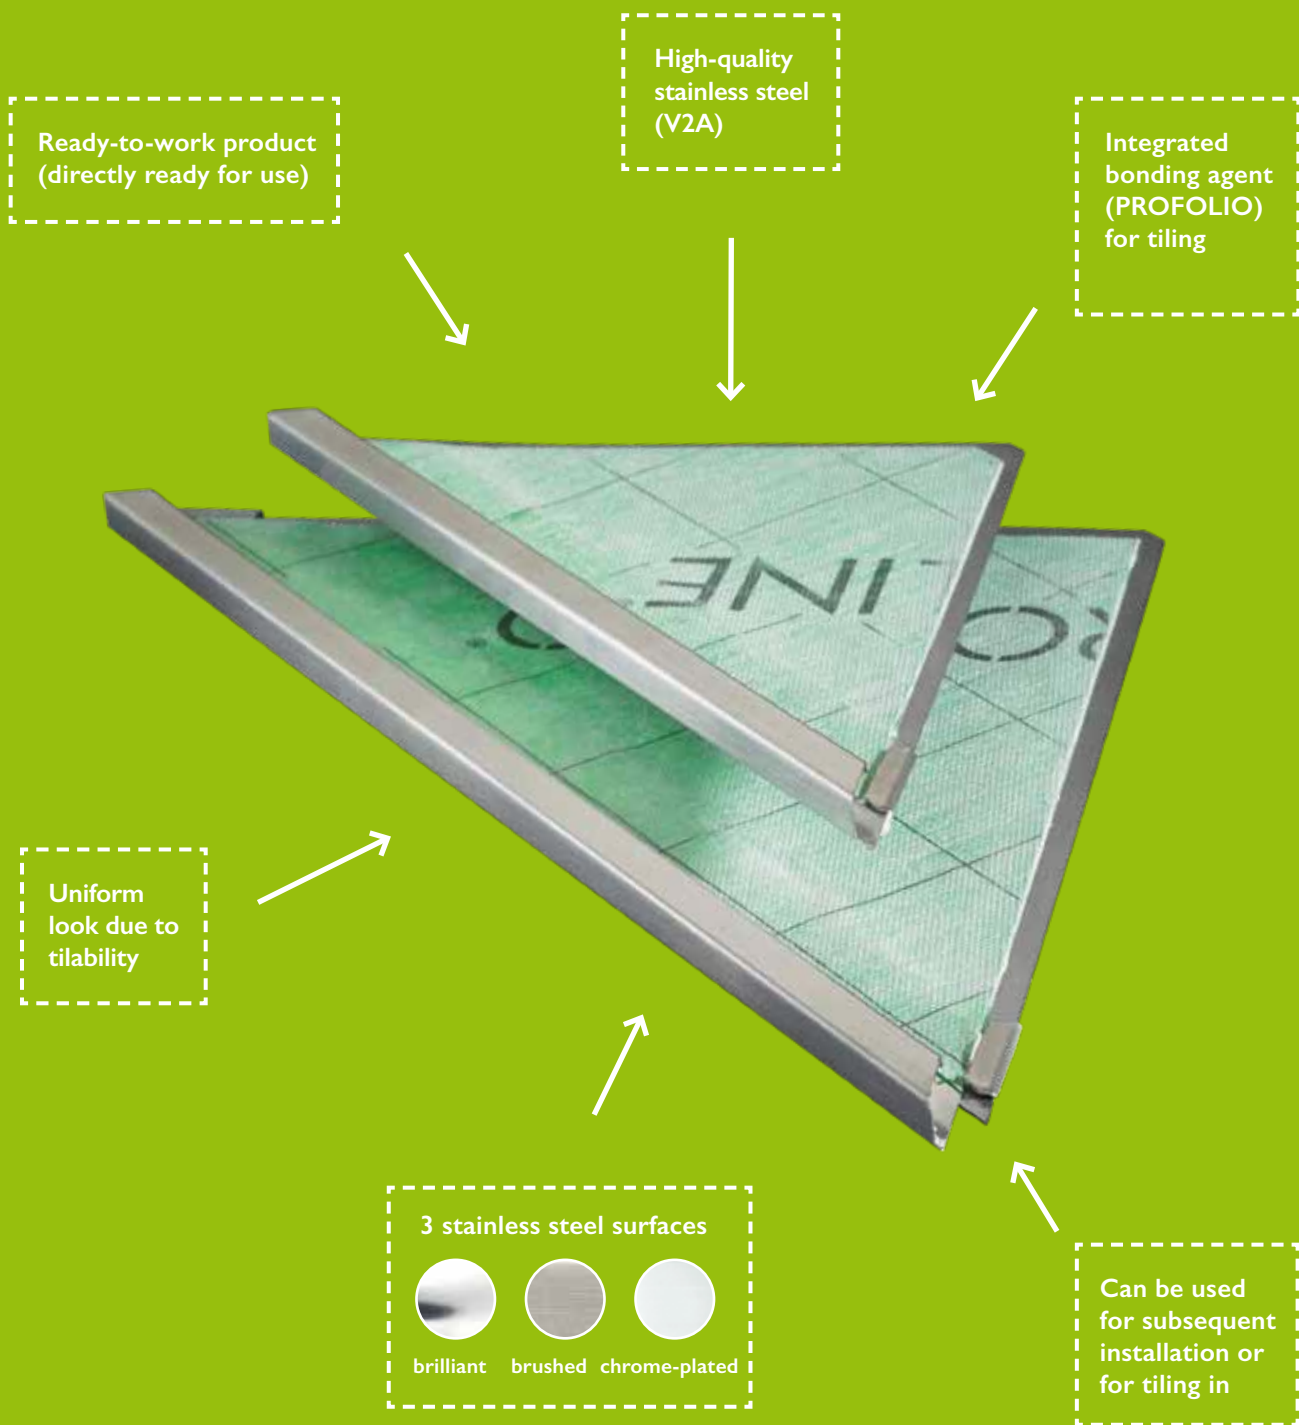 High-quality
stainless steel
(V2A)
Ready-to-work product
(directly ready for use)
Integrated
bonding agent
(PROFOLIO)
for tiling
INE
Uniform
look due to
tilability
3 stainless steel surfaces
brilliant brushed chrome-plated
Can be used
for subsequent
installation or
for tiling in